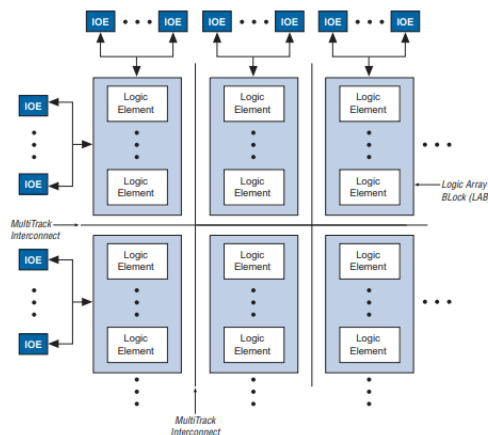 IOE IOE IOE IOE IOE IOE
Logic Element Logic Element Logic Element
IOE
IOE
Logic Element Logic Element Logic Element
Logic Array
BLock (LAB
MultiTrack
Interconnect
IOE
Logic Element Logic Element Logic Element
IOE
Logic Element Logic Element Logic Element
MultiTrack
Interconnect